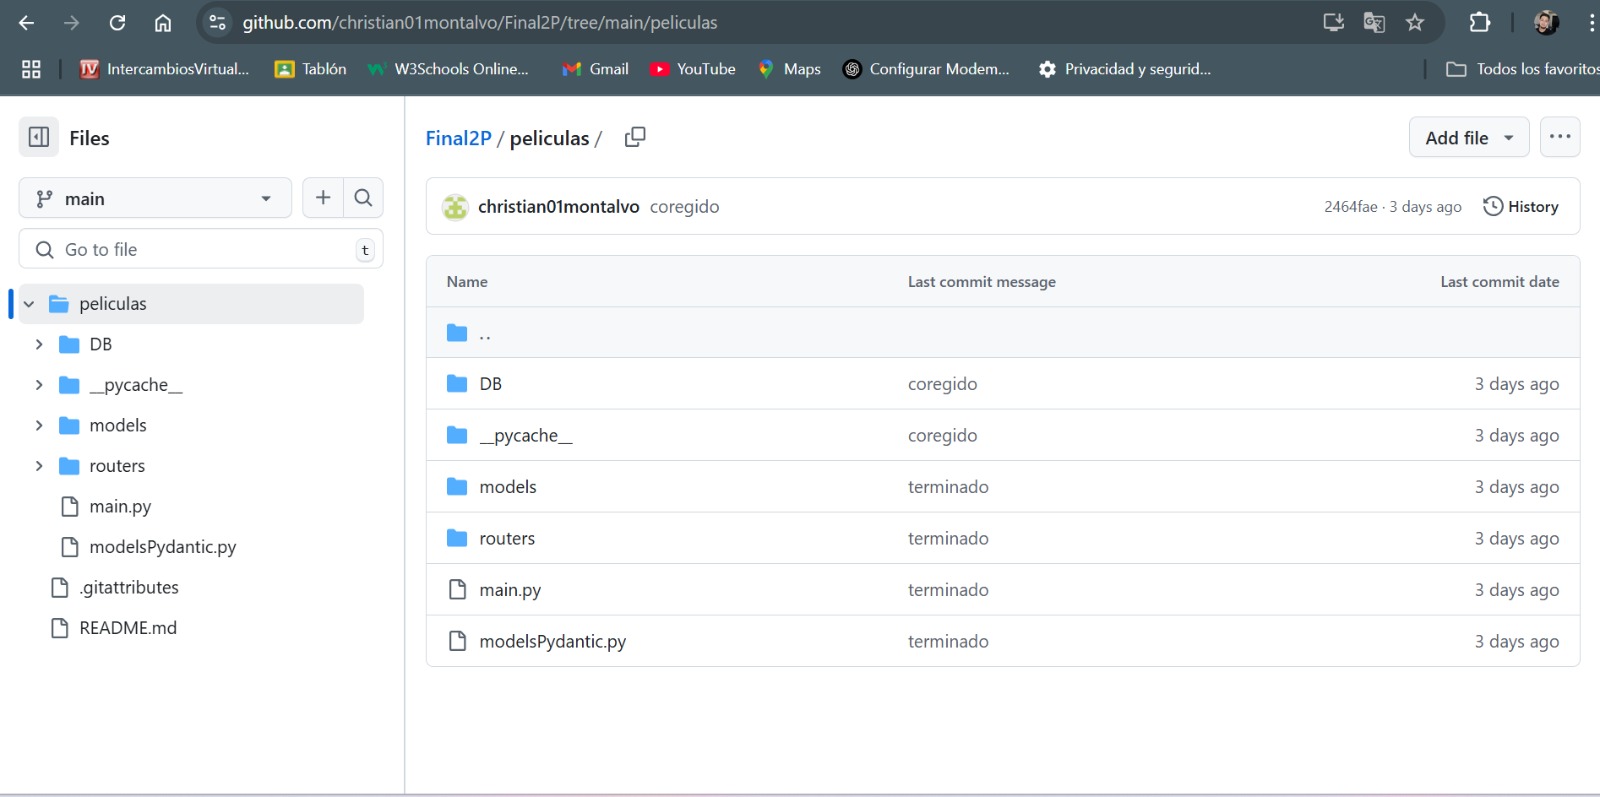 github.com/christian01montalvo/Final2P/tree/main/peliculas
IntercambiosVirtual... Tablón W3Schools Online... Gmail YouTube Maps Configurar Modem... Privacidad y segurid... Todos los favoritos
Files
main
Go to file t
peliculas
DB
__pycache__
models
routers
main.py
modelsPydantic.py
.gitattributes
README.md
Final2P / peliculas /
Add file
christian01montalvo coregido 2464fae · 3 days ago History
Name Last commit message Last commit date
..
DB coregido 3 days ago
__pycache__ coregido 3 days ago
models terminado 3 days ago
routers terminado 3 days ago
main.py terminado 3 days ago
modelsPydantic.py terminado 3 days ago